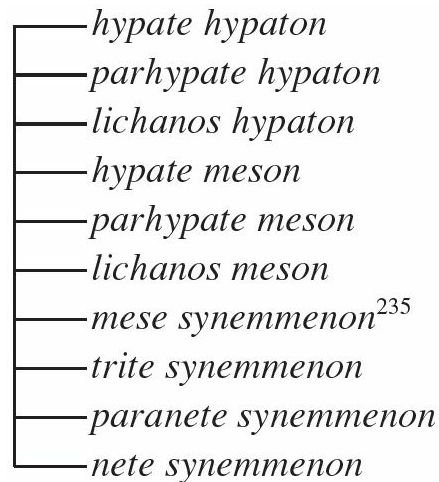 hypate hypaton
parhypate hypaton
lichanos hypaton
hypate meson
parhypate meson
lichanos meson
mese synemmenon235
trite synemmenon
paranete synemmenon
nete synemmenon